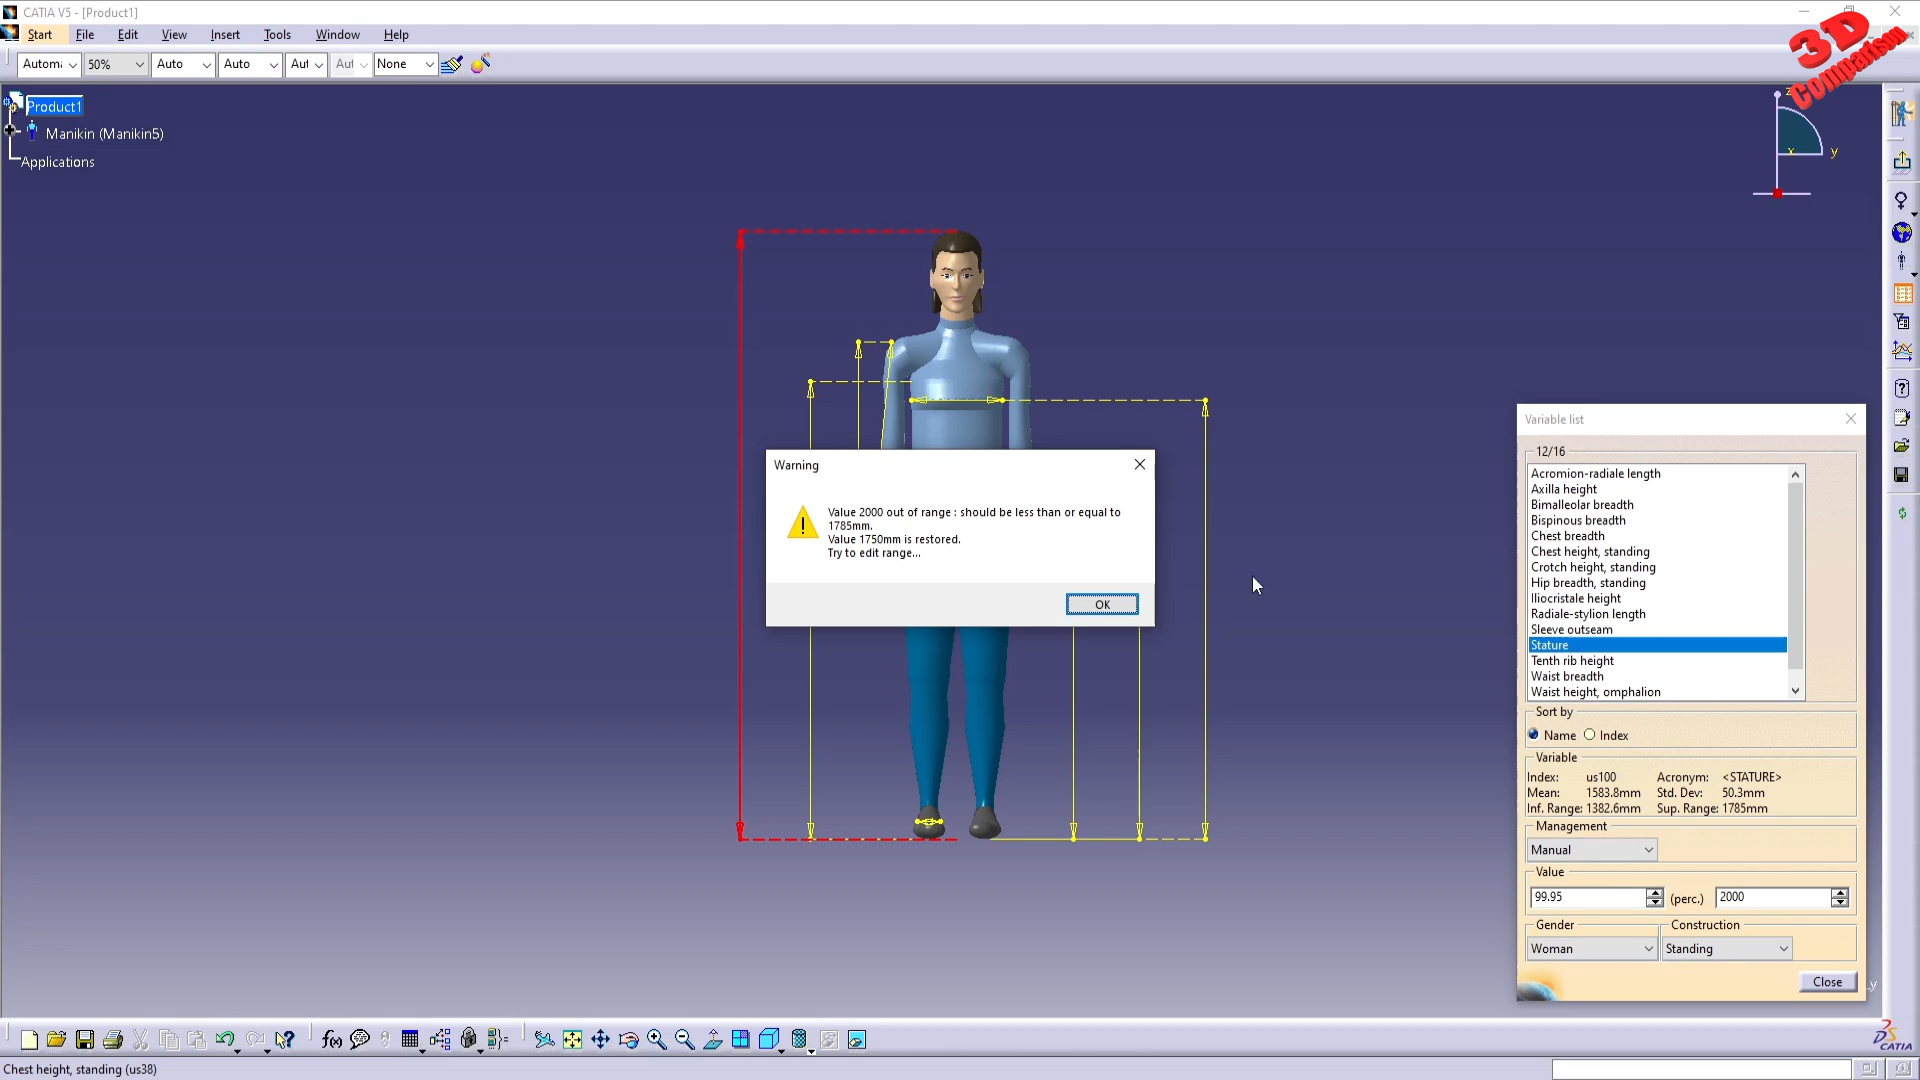 CATIA V5 - [Product1]
Start File Edit View Insert Tools Window Help
3D
Comparison
Autom 50% Auto Auto Aut Aut None
Product1
Manikin (Manikin5)
Applications
z
x y
Variable list
12/16
Acromion-radiale length
Axilla height
Bimalleolar breadth
Bispinous breadth
Chest breadth
Chest height, standing
Crotch height, standing
Hip breadth, standing
Iliocristale height
Radiale-stylion length
Sleeve outseam
Stature
Tenth rib height
Waist breadth
Waist height, omphalion
Sort by
Name Index
Variable
Index: us100 Acronym: <STATURE>
Mean: 1583.8mm Std. Dev: 50.3mm
Inf. Range: 1382.6mm Sup. Range: 1785mm
Management
Manual
Value
99.95 (perc.) 2000
Gender Construction
Woman Standing
Close
Warning
Value 2000 out of range : should be less than or equal to
1785mm.
Value 1750mm is restored.
Try to edit range...
OK
y
f(x)
CATIA
Chest height, standing (us38)